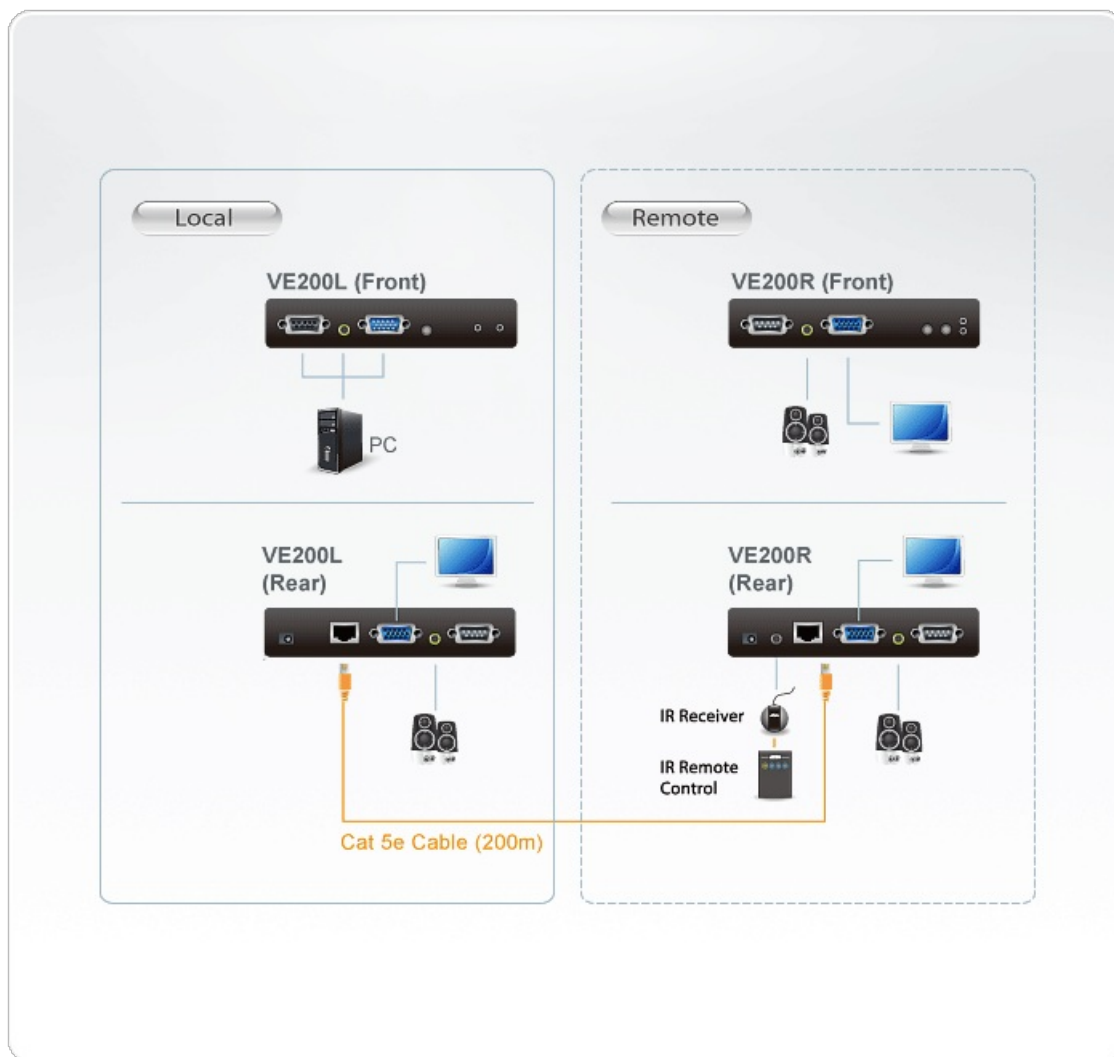 Local
VE200L (Front)
PC
VE200L
(Rear)
Cat 5e Cable (200m)
Remote
VE200R (Front)
VE200R
(Rear)
IR Receiver
IR Remote
Control